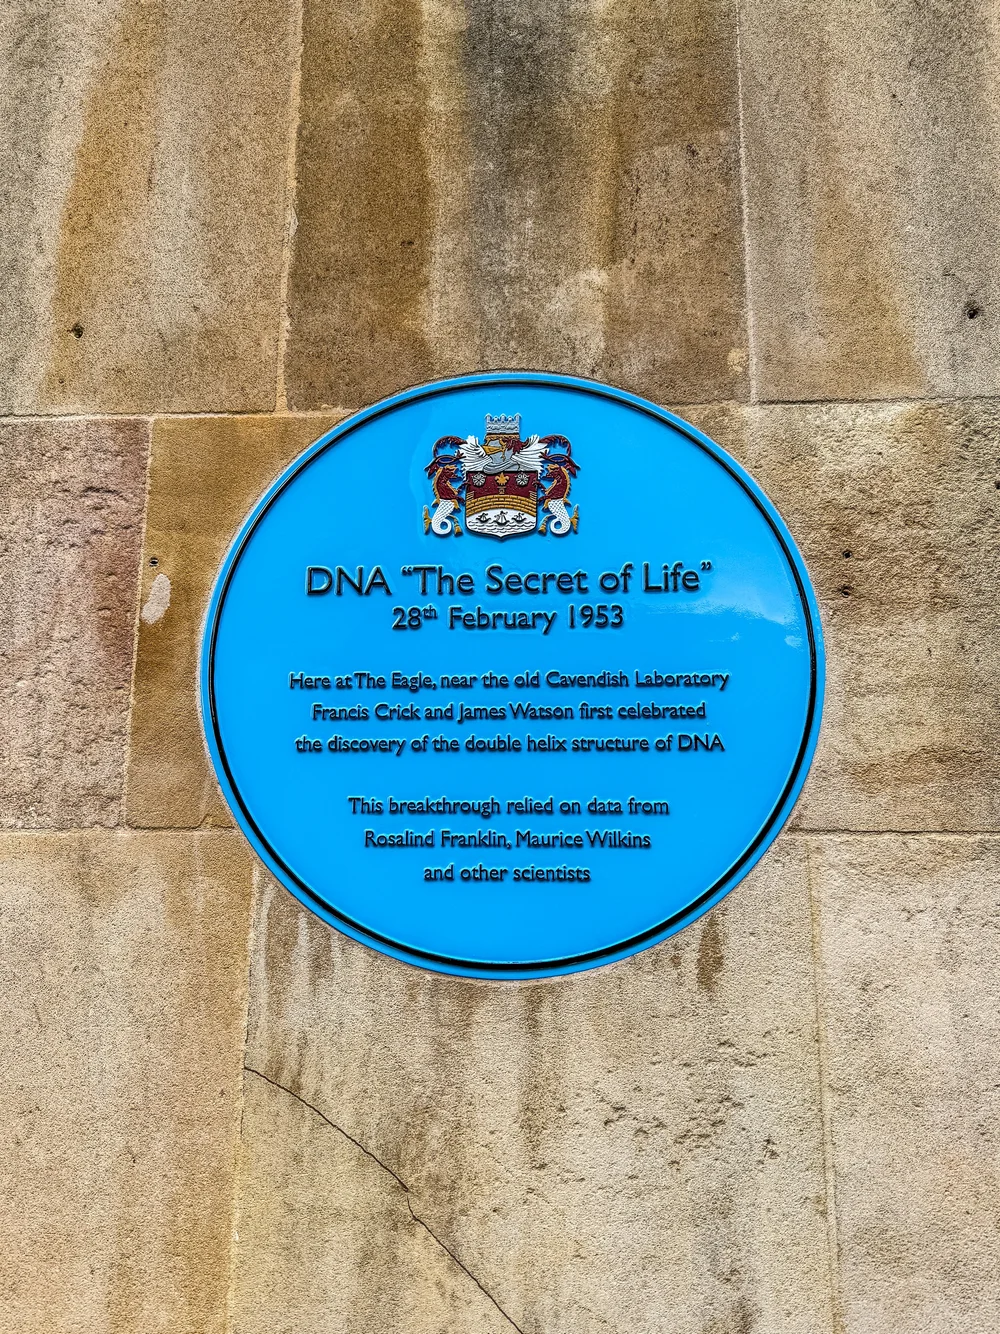 DNA “The Secret of Life”
28th February 1953
Here at The Eagle, near the old Cavendish Laboratory
Francis Crick and James Watson first celebrated
the discovery of the double helix structure of DNA
This breakthrough relied on data from
Rosalind Franklin, Maurice Wilkins
and other scientists